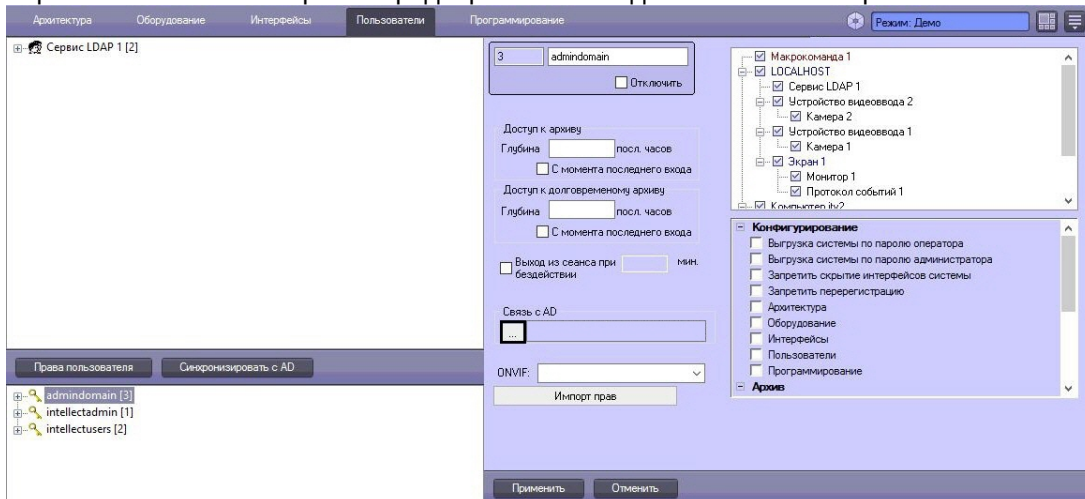 Архитектура Оборудование Интерфейсы Пользователи Программирование Режим: Демо
Сервис LDAP 1 [2]
Права пользователя Синхронизировать с AD
admindomain [3]
intellectadmin [1]
intellectusers [2]
3 admindomain
Отключить
Доступ к архиву
Глубина посл. часов
С момента последнего входа
Доступ к долговременому архиву
Глубина посл. часов
С момента последнего входа
Выход из сеанса при мин.
бездействии
Связь с AD
...
ONVIF:
Импорт прав
Применить Отменить
Макрокоманда 1
LOCALHOST
Сервис LDAP 1
Устройство видеоввода 2
Камера 2
Устройство видеоввода 1
Камера 1
Экран 1
Монитор 1
Протокол событий 1
Компьютер itv2
Конфигурирование
Выгрузка системы по паролю оператора
Выгрузка системы по паролю администратора
Запретить скрытие интерфейсов системы
Запретить перерегистрацию
Архитектура
Оборудование
Интерфейсы
Пользователи
Программирование
Архив